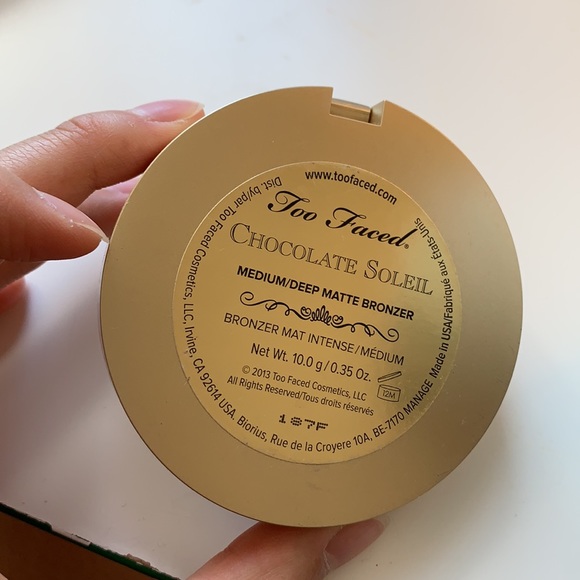 www.toofaced.com
Too Faced®
CHOCOLATE SOLEIL
MEDIUM/DEEP MATTE BRONZER
BRONZER MAT INTENSE/MÉDIUM
Net Wt. 10.0 g/0.35 Oz.
© 2013 Too Faced Cosmetics, LLC
All Rights Reserved/Tous droits réservés
12M
187F
Dist. by/par Too Faced Cosmetics, LLC, Irvine, CA 92614 USA. Biorius, Rue de la Croyere 10A, BE-7170 MANAGE Made in USA/Fabriqué aux États-Unis